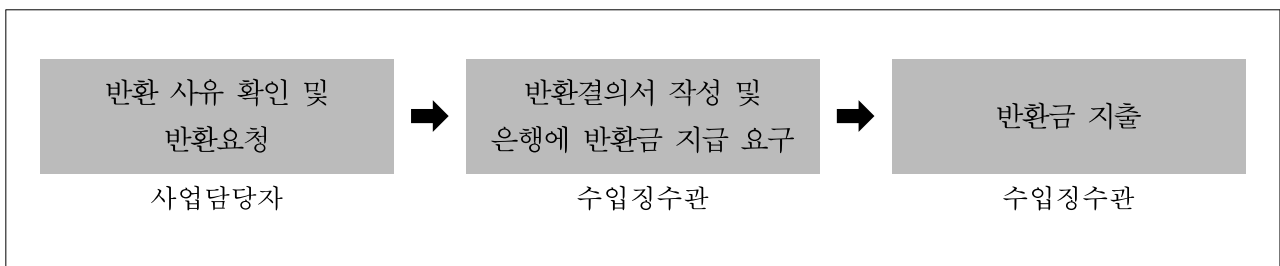 반환 사유 확인 및
반환요청
사업담당자
반환결의서 작성 및
은행에 반환금 지급 요구
수입징수관
반환금 지출
수입징수관